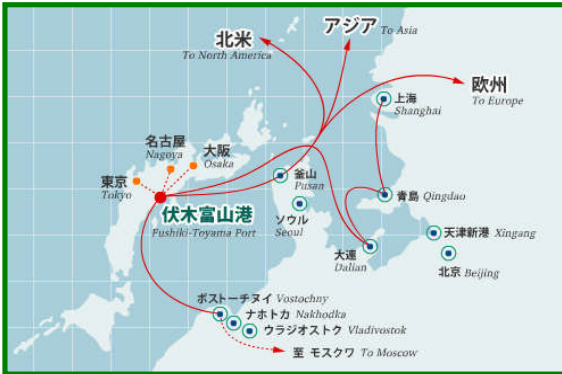 北米
To North America
アジア To Asia
欧州
To Europe
上海
Shanghai
名古屋
Nagoya
大阪
Osaka
東京
Tokyo
釜山
Pusan
伏木富山港
Fushiki-Toyama Port
ソウル
Seoul
青島 Qingdao
大連
Dalian
天津新港 Xingang
北京 Beijing
ボストーチヌイ Vostochny
ナホトカ Nakhodka
ウラジオストク Vladivostok
至 モスクワ To Moscow